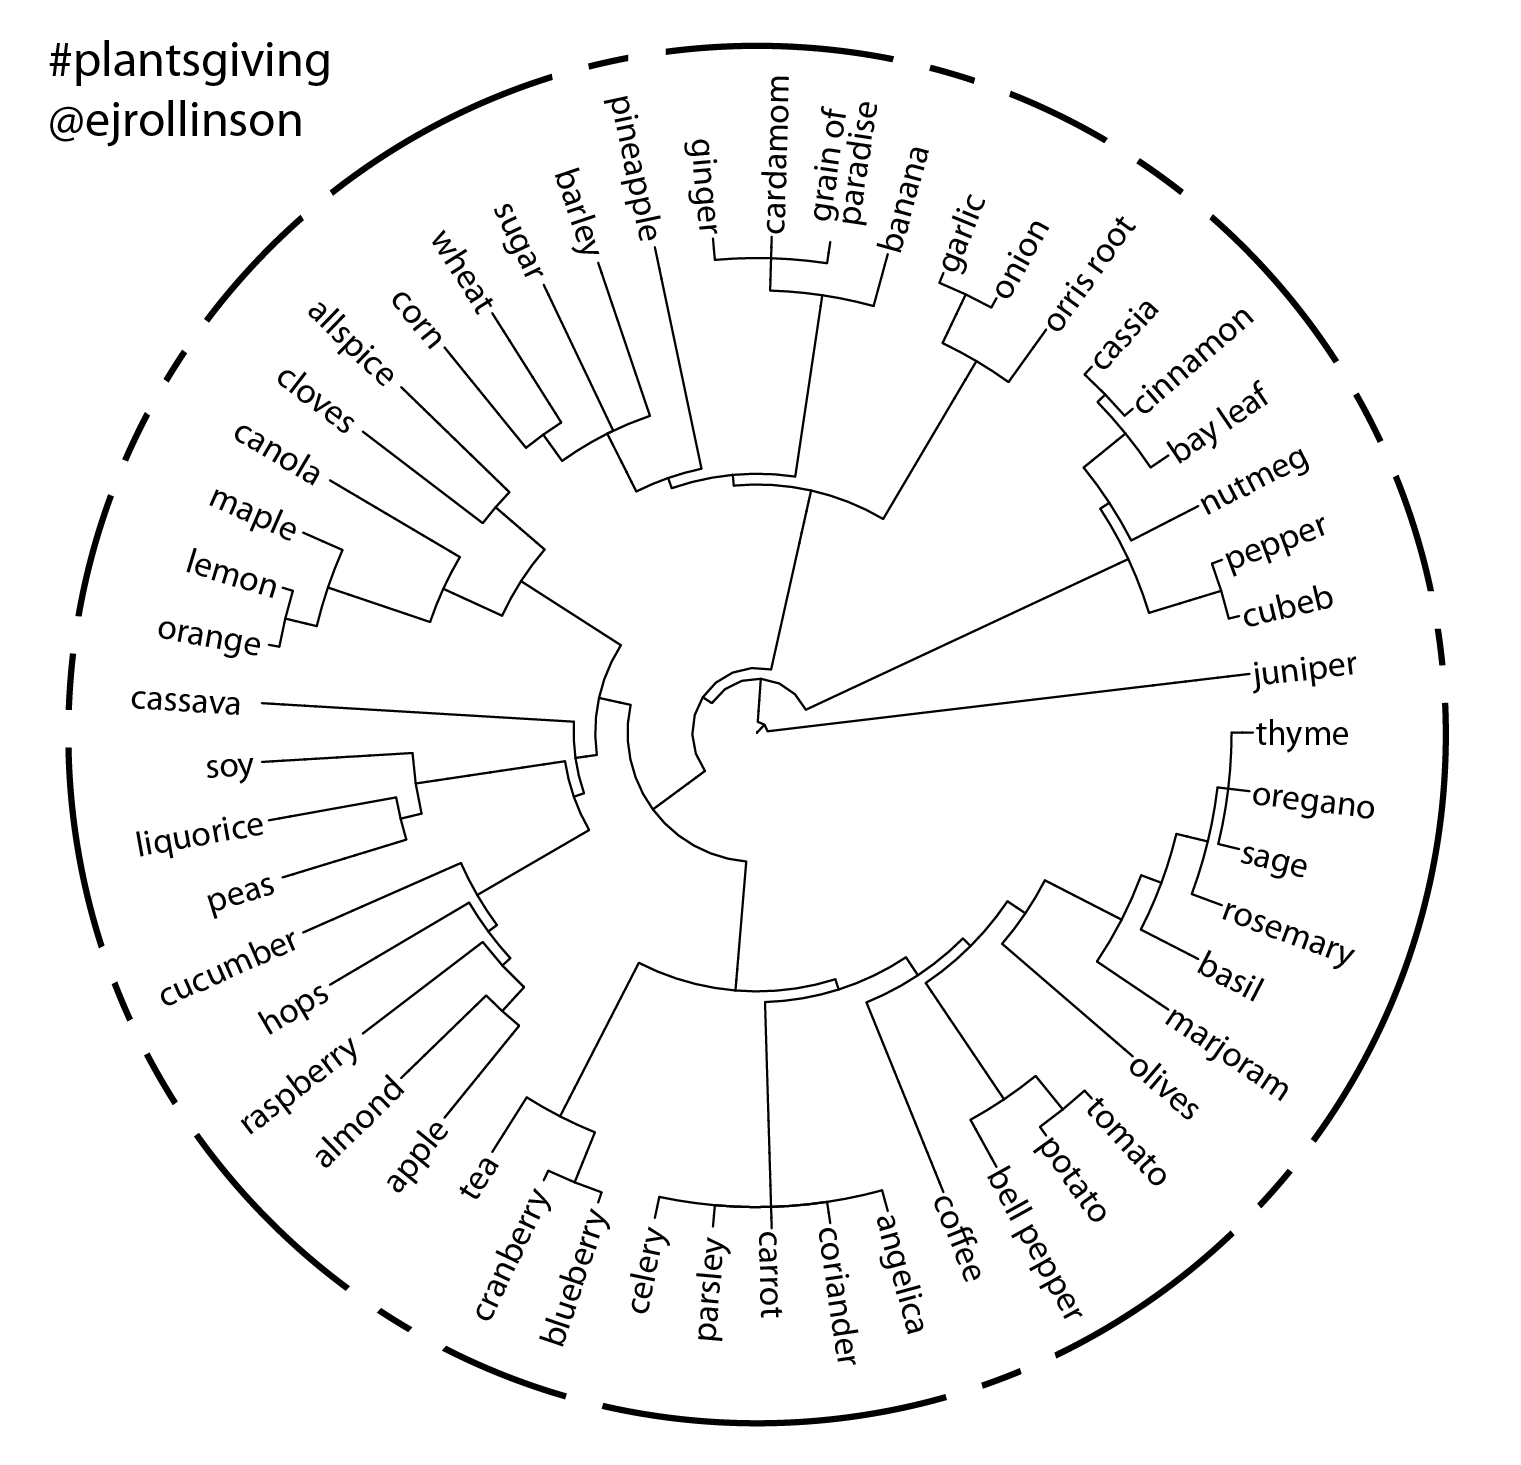 #plantsgiving
@ejrollinson
pineapple
ginger
cardamom
grain of
paradise
banana
garlic
onion
orris root
cassia
cinnamon
bay leaf
nutmeg
pepper
cubeb
juniper
thyme
oregano
sage
rosemary
basil
marjoram
olives
tomato
potato
bell pepper
coffee
angelica
coriander
carrot
parsley
celery
blueberry
cranberry
tea
apple
almond
raspberry
hops
cucumber
peas
liquorice
soy
cassava
orange
lemon
maple
canola
cloves
allspice
corn
wheat
sugar
barley